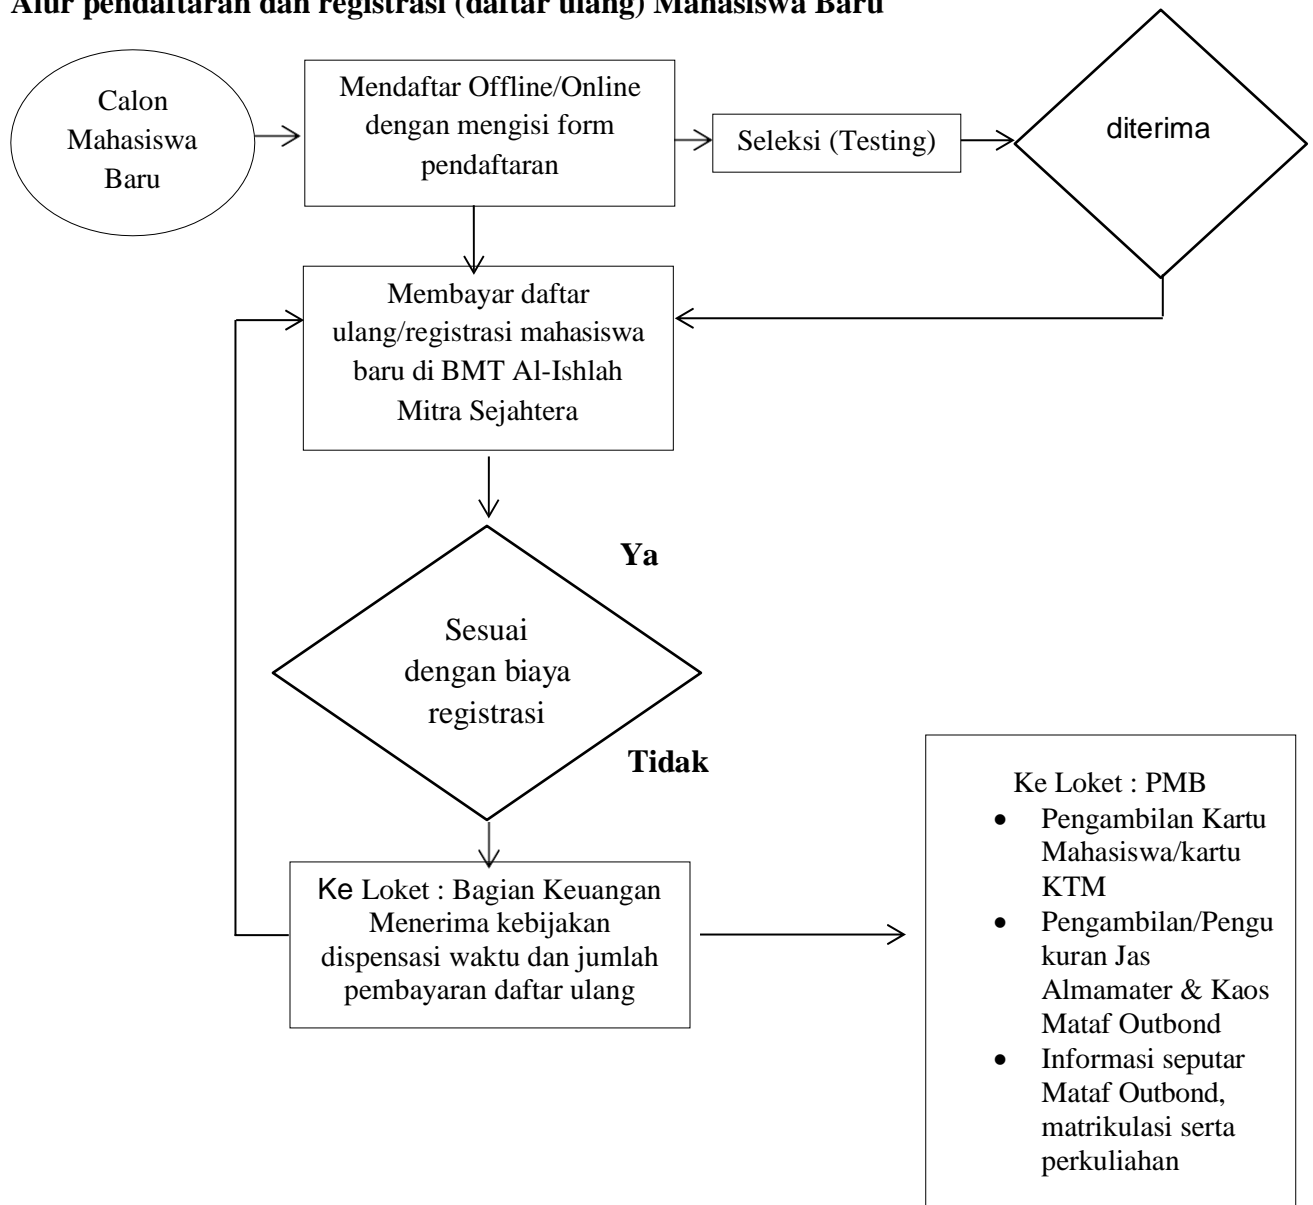 Alur pendaftaran dan registrasi (daftar ulang) Mahasiswa Baru
Calon
Mahasiswa
Baru
Mendaftar Offline/Online
dengan mengisi form
pendaftaran
Seleksi (Testing)
diterima
Membayar daftar
ulang/registrasi mahasiswa
baru di BMT Al-Ishlah
Mitra Sejahtera
Ya
Sesuai
dengan biaya
registrasi
Tidak
Ke Loket : Bagian Keuangan
Menerima kebijakan
dispensasi waktu dan jumlah
pembayaran daftar ulang
Ke Loket : PMB
• Pengambilan Kartu
Mahasiswa/kartu
KTM
• Pengambilan/Pengu
kuran Jas
Almamater & Kaos
Mataf Outbond
• Informasi seputar
Mataf Outbond,
matrikulasi serta
perkuliahan